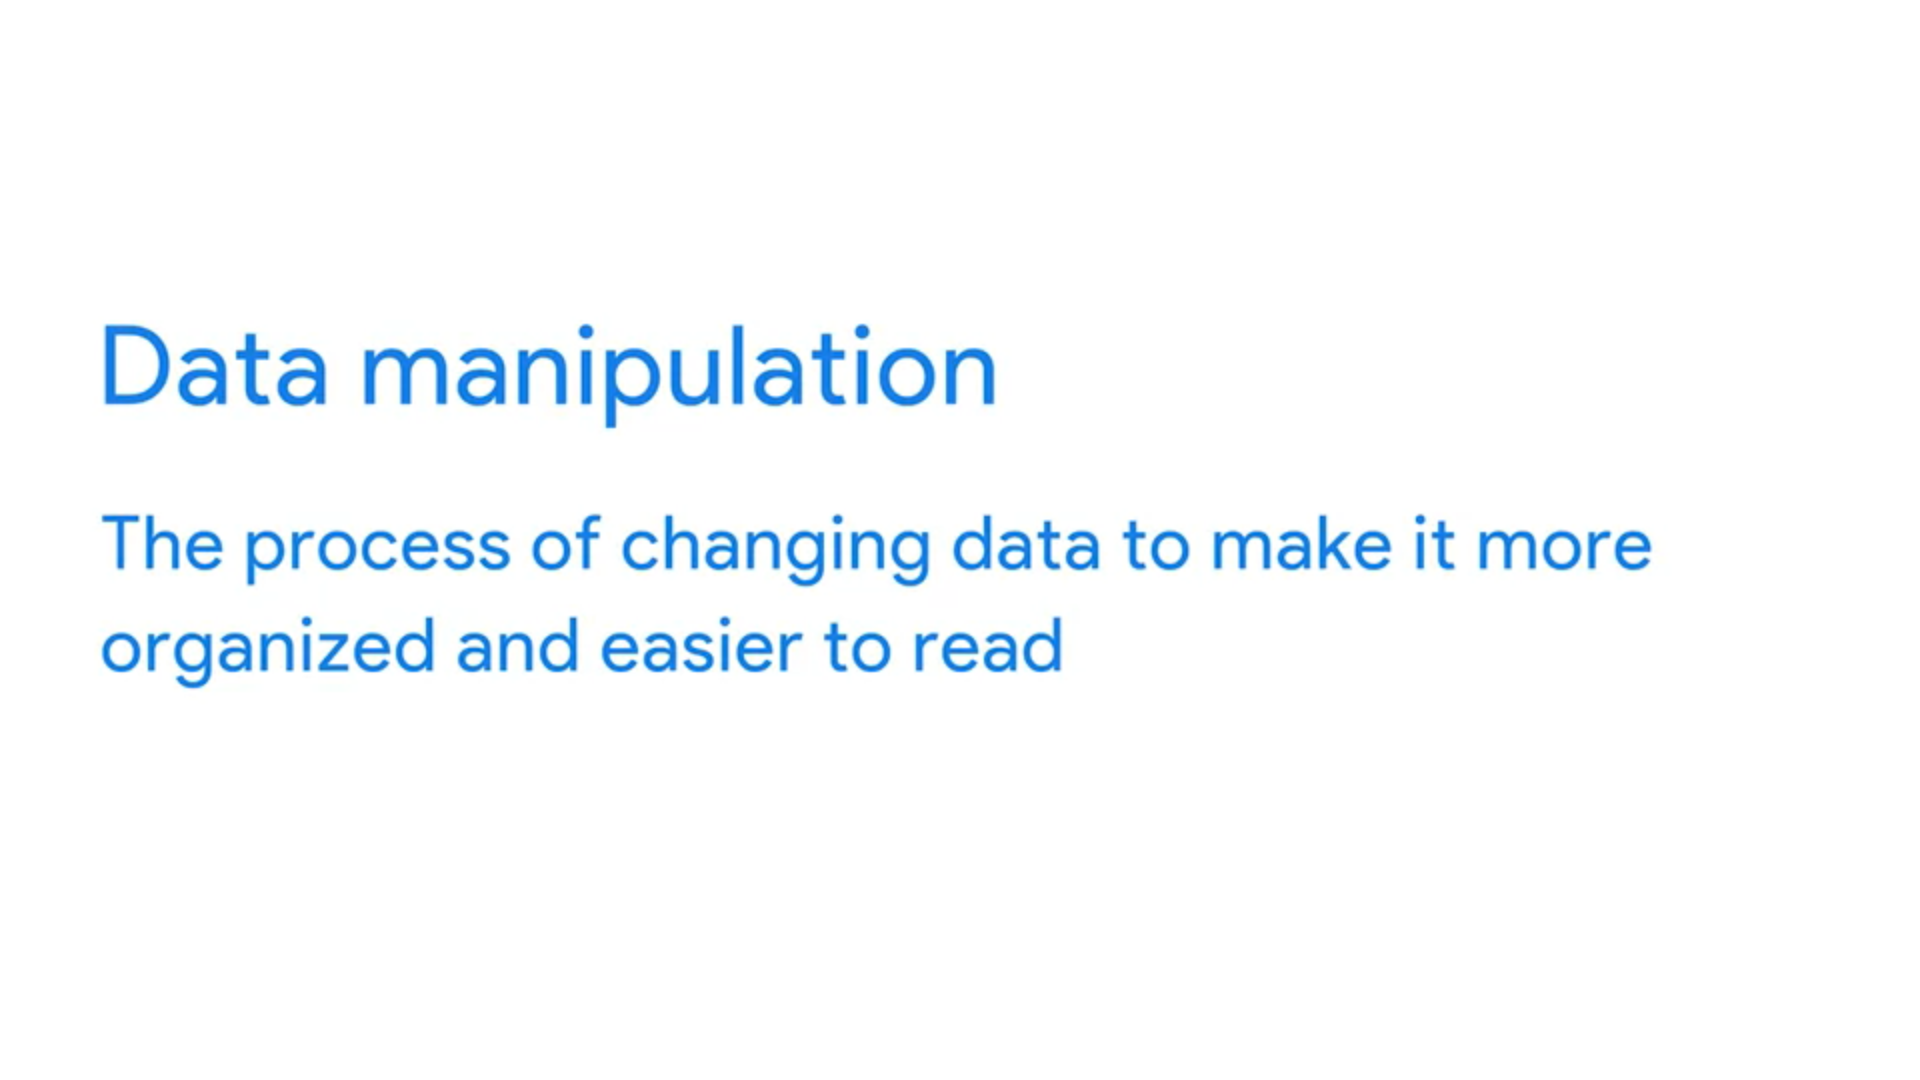 Data manipulation
The process of changing data to make it more
organized and easier to read